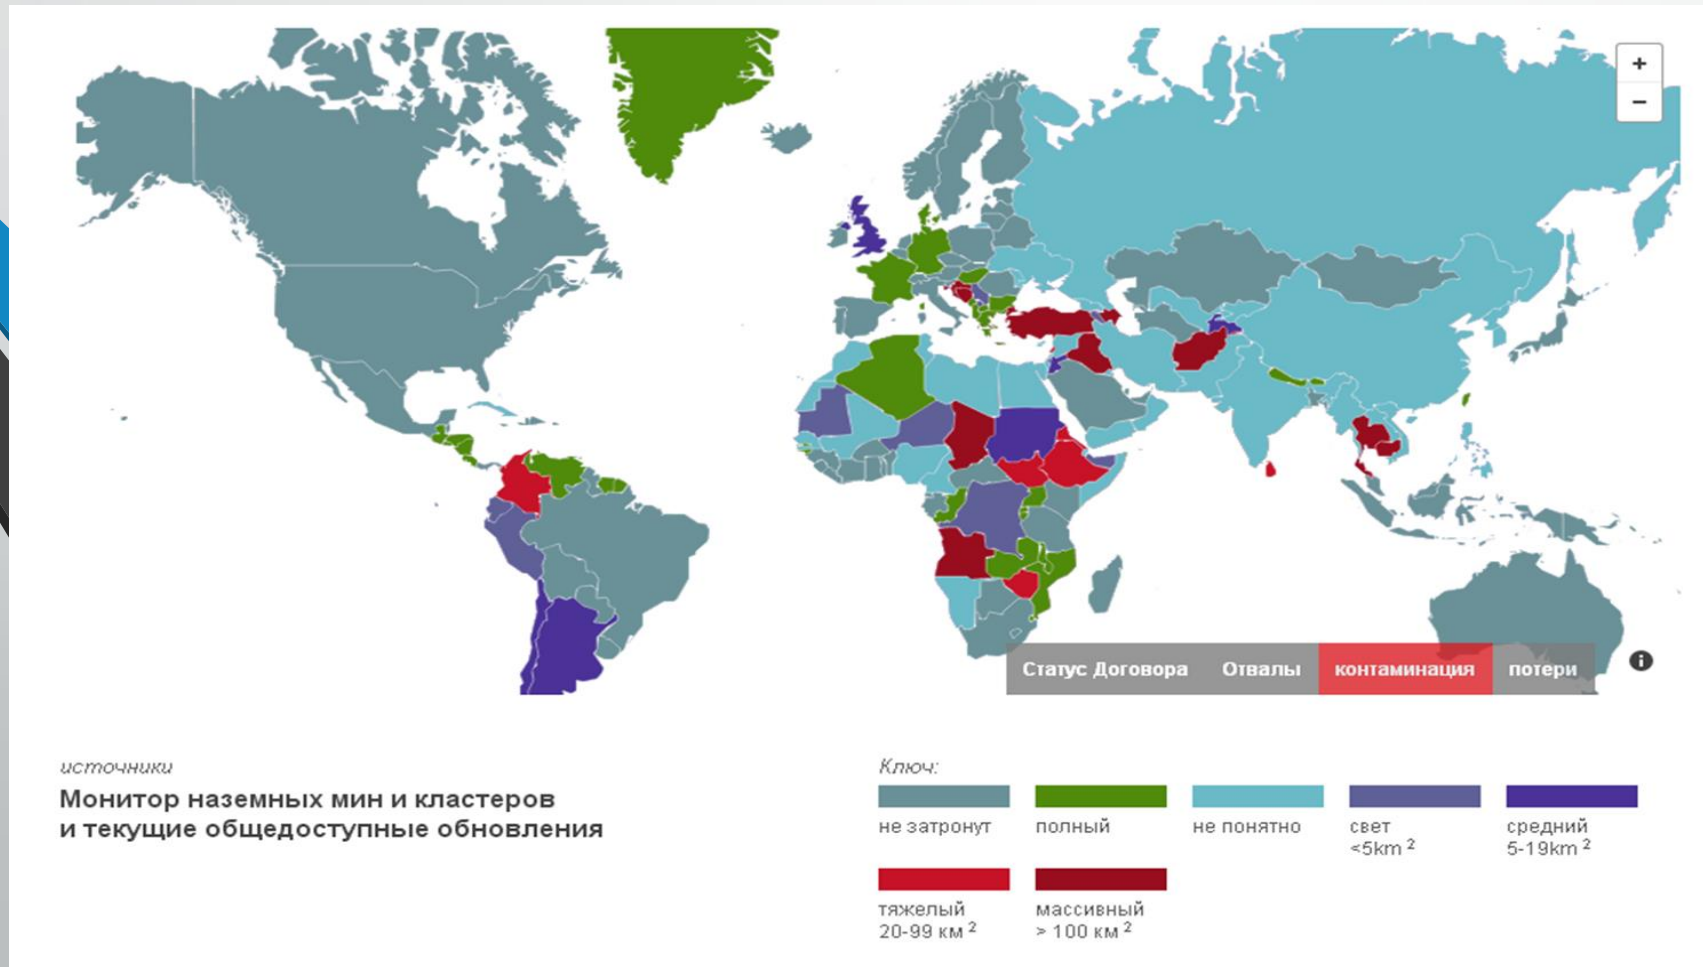 +
−
Статус Договора Отвалы контаминация потери
i
источники
Монитор наземных мин и кластеров
и текущие общедоступные обновления
Ключ:
не затронут полный не понятно свет средний
<5km ² 5-19km ²
тяжелый массивный
20-99 км ² > 100 км ²